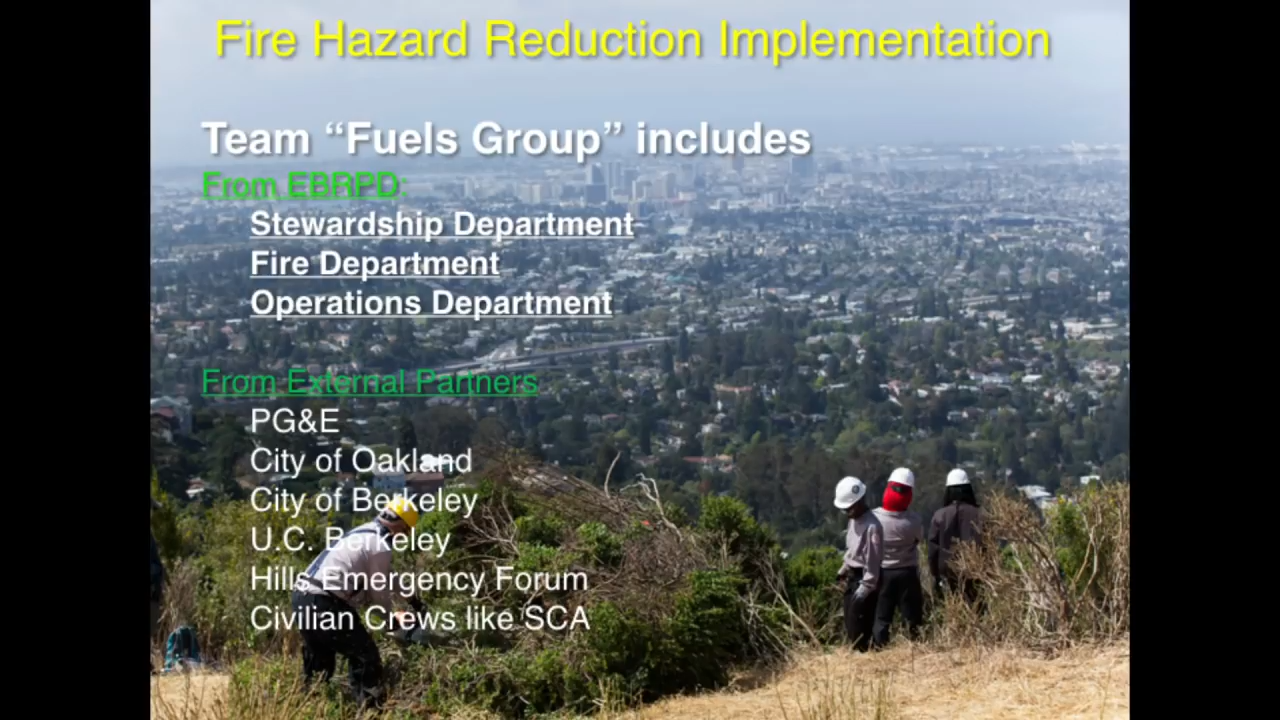 Fire Hazard Reduction Implementation
Team “Fuels Group” includes
From EBRPD:
Stewardship Department
Fire Department
Operations Department
From External Partners
PG&E
City of Oakland
City of Berkeley
U.C. Berkeley
Hills Emergency Forum
Civilian Crews like SCA